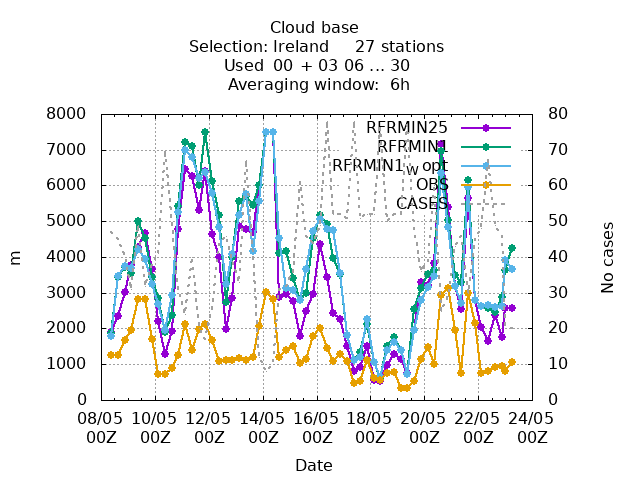 Cloud base
Selection: Ireland 27 stations
Used 00 + 03 06 ... 30
Averaging window: 6h
8000 80
7000 70
6000 60
5000 50
4000 40
3000 30
2000 20
1000 10
0 0
m
No cases
RFRMIN25
RFRMIN1
RFRMIN1_W opt
OBS
CASES
08/05 10/05 12/05 14/05 16/05 18/05 20/05 22/05 24/05
00Z 00Z 00Z 00Z 00Z 00Z 00Z 00Z 00Z
Date